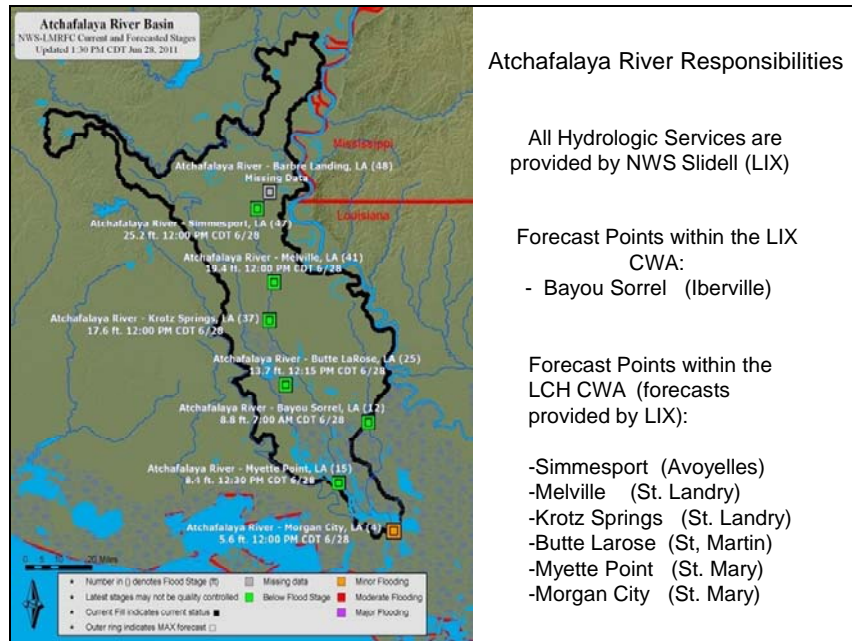 Atchafalaya River Basin
NWS-LMRFC Current and Forecasted Stages
Updated 1:30 PM CDT Jun 28, 2011
Mississippi
Louisiana
Atchafalaya River - Barbre Landing, LA (48)
Missing Data
Atchafalaya River - Simmesport, LA (47)
25.2 ft. 12:00 PM CDT 6/28
Atchafalaya River - Melville, LA (41)
19.4 ft. 12:00 PM CDT 6/28
Atchafalaya River - Krotz Springs, LA (37)
17.6 ft. 12:00 PM CDT 6/28
Atchafalaya River - Butte LaRose, LA (25)
13.7 ft. 12:15 PM CDT 6/28
Atchafalaya River - Bayou Sorrel, LA (12)
8.8 ft. 7:00 AM CDT 6/28
Atchafalaya River - Myette Point, LA (15)
8.4 ft. 12:30 PM CDT 6/28
Atchafalaya River - Morgan City, LA (4)
5.6 ft. 12:00 PM CDT 6/28
0 5 10 20 Miles
• Number in () denotes Flood Stage (ft)
• Latest stages may not be quality controlled
• Current Fill indicates current status
• Outer ring indicates MAX forecast
Missing data
Below Flood Stage
Minor Flooding
Moderate Flooding
Major Flooding
Atchafalaya River Responsibilities
All Hydrologic Services are
provided by NWS Slidell (LIX)
Forecast Points within the LIX
CWA:
- Bayou Sorrel (Iberville)
Forecast Points within the
LCH CWA (forecasts
provided by LIX):
-Simmesport (Avoyelles)
-Melville (St. Landry)
-Krotz Springs (St. Landry)
-Butte Larose (St, Martin)
-Myette Point (St. Mary)
-Morgan City (St. Mary)